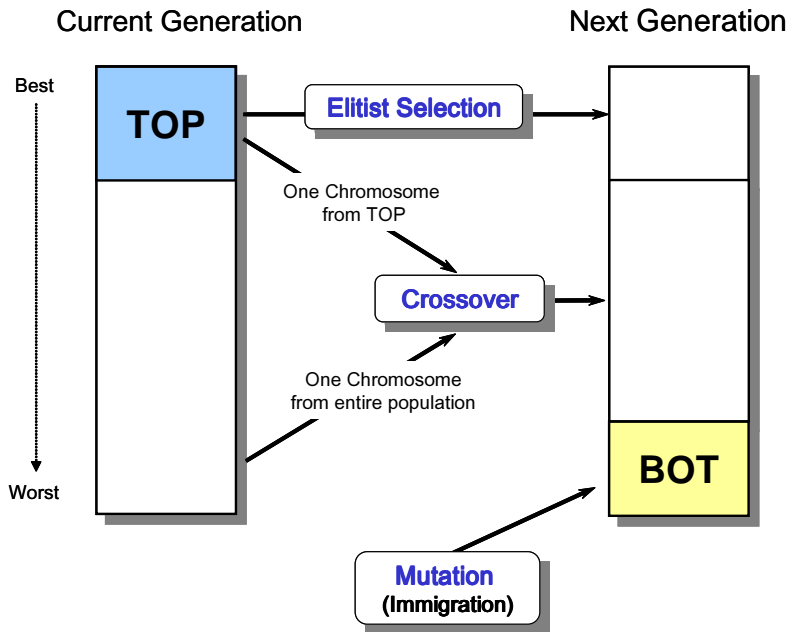 Current Generation
Next Generation
Best
TOP
Elitist Selection
One Chromosome
from TOP
Crossover
One Chromosome
from entire population
Worst
BOT
Mutation
(Immigration)